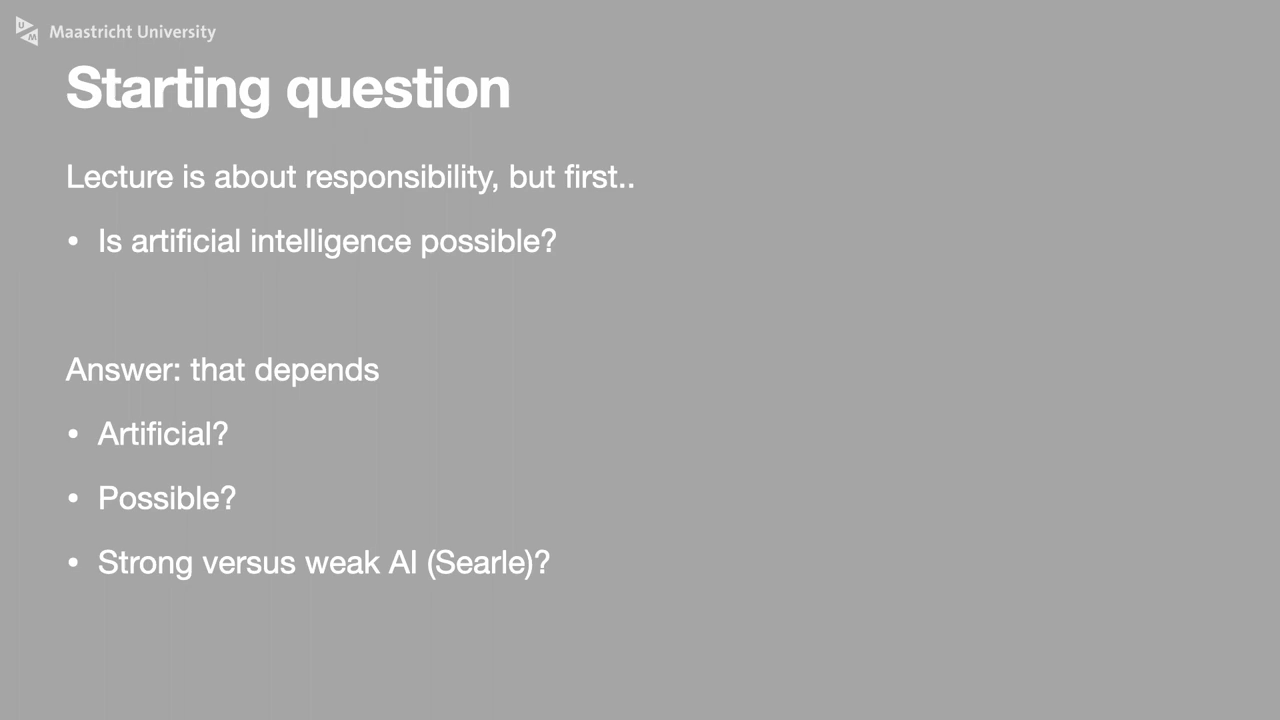 UM
Maastricht University
Starting question
Lecture is about responsibility, but first..
• Is artificial intelligence possible?
Answer: that depends
• Artificial?
• Possible?
• Strong versus weak AI (Searle)?